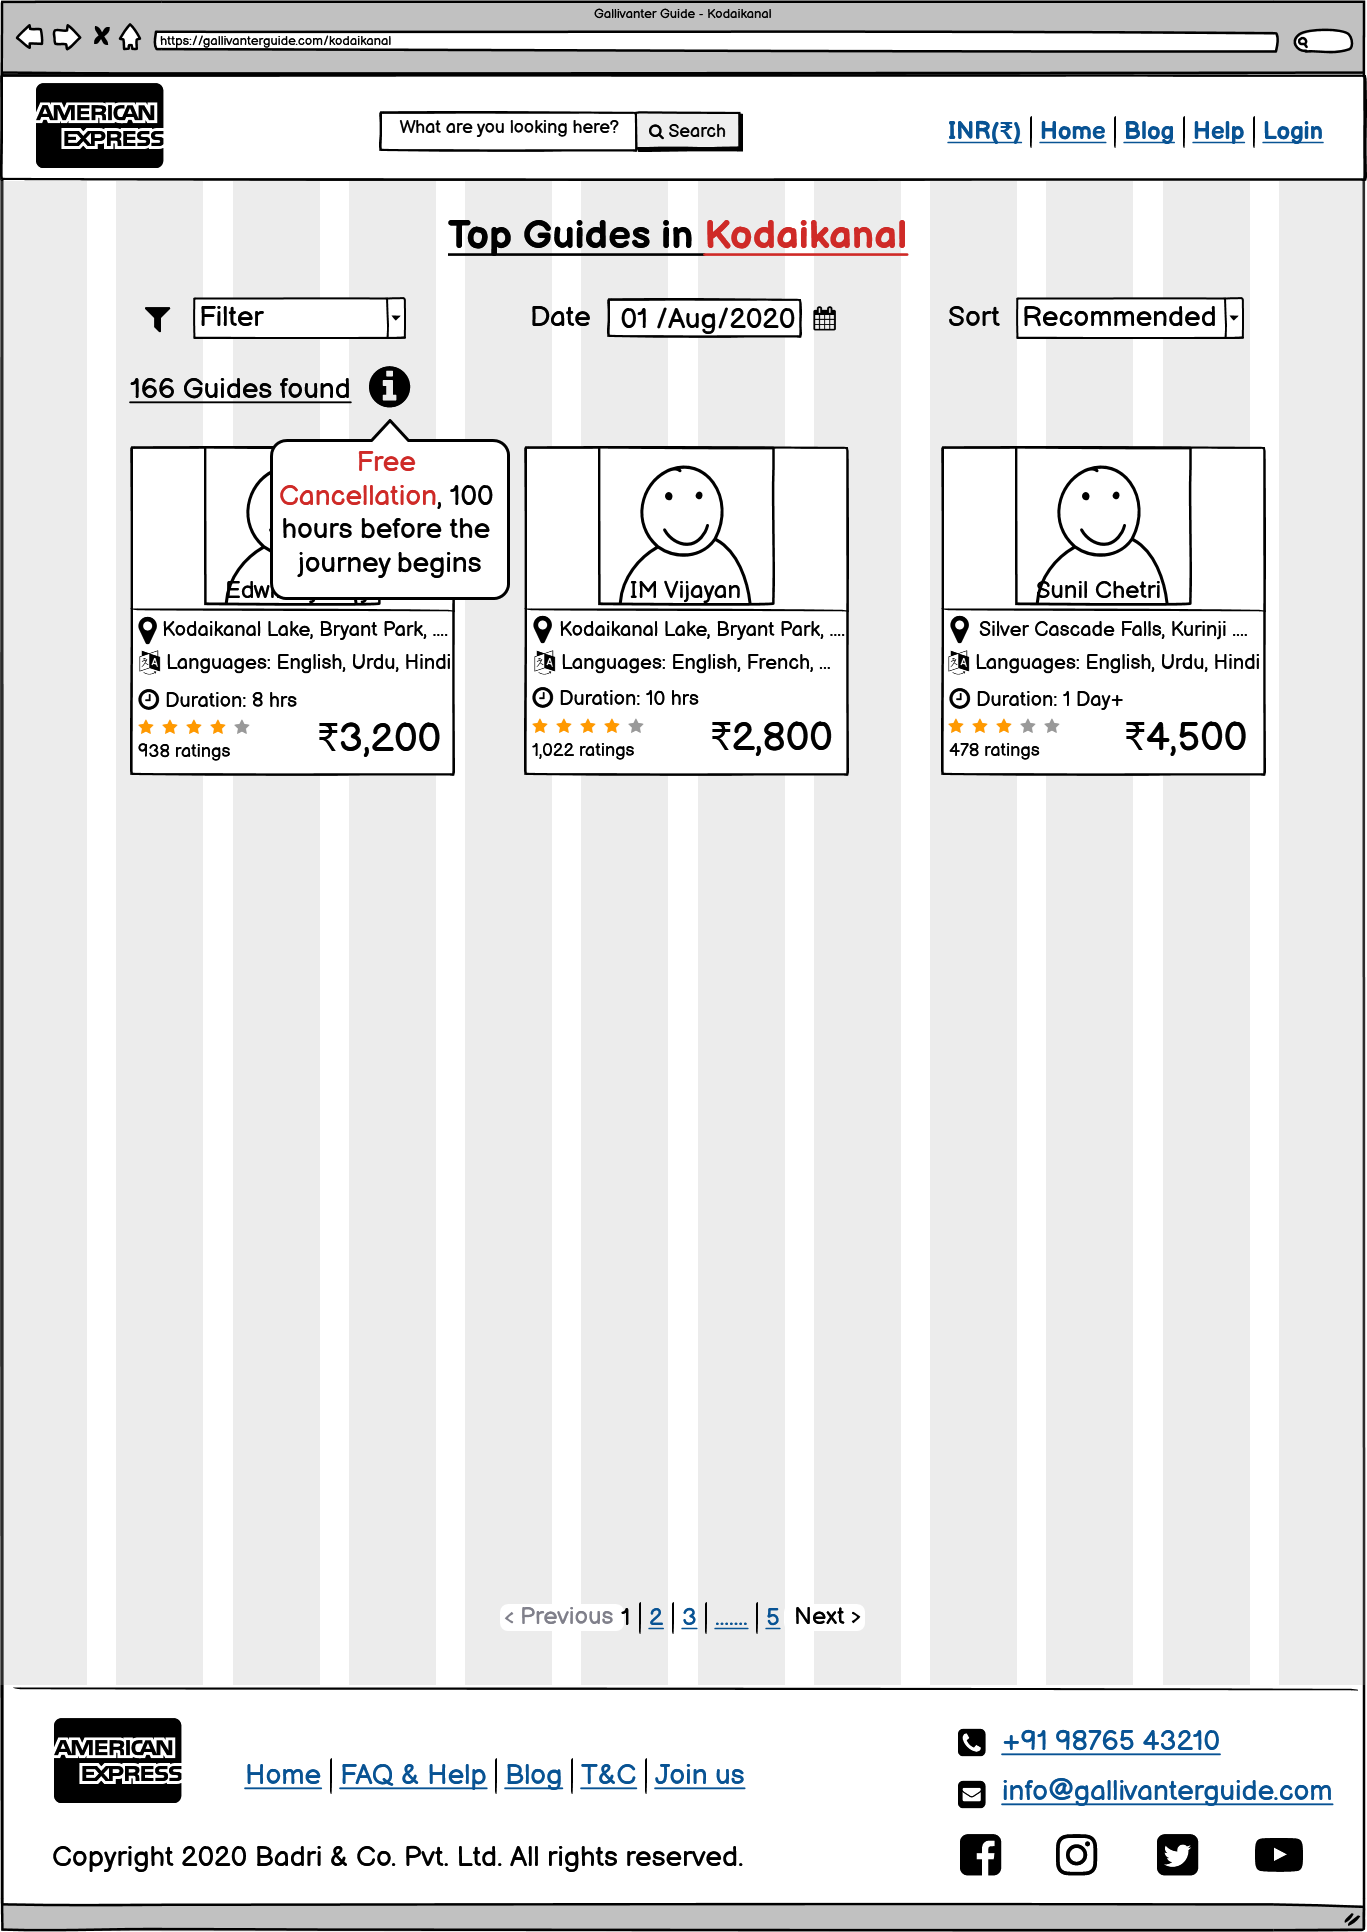 Gallivanter Guide - Kodaikanal
https://gallivanterguide.com/kodaikanal
AMERICAN
EXPRESS
What are you looking here?
Search
INR(₹) Home Blog Help Login
Top Guides in Kodaikanal
Filter
Date 01 /Aug/2020
Sort Recommended
166 Guides found
Free
Cancellation, 100
hours before the
journey begins
Kodaikanal Lake, Bryant Park, ....
Languages: English, Urdu, Hindi
Duration: 8 hrs
938 ratings
₹3,200
IM Vijayan
Kodaikanal Lake, Bryant Park, ....
Languages: English, French, ...
Duration: 10 hrs
1,022 ratings
₹2,800
Sunil Chetri
Silver Cascade Falls, Kurinji ....
Languages: English, Urdu, Hindi
Duration: 1 Day+
478 ratings
₹4,500
< Previous 1 2 3 ....... 5 Next >
AMERICAN
EXPRESS
Home FAQ & Help Blog T&C Join us
+91 98765 43210
info@gallivanterguide.com
Copyright 2020 Badri & Co. Pvt. Ltd. All rights reserved.